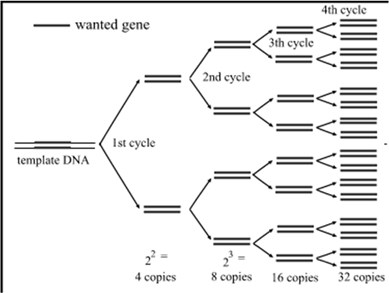 4th cycle
wanted gene
3th cycle
2nd cycle
1st cycle
template DNA
2² = 2³ =
4 copies 8 copies 16 copies 32 copies